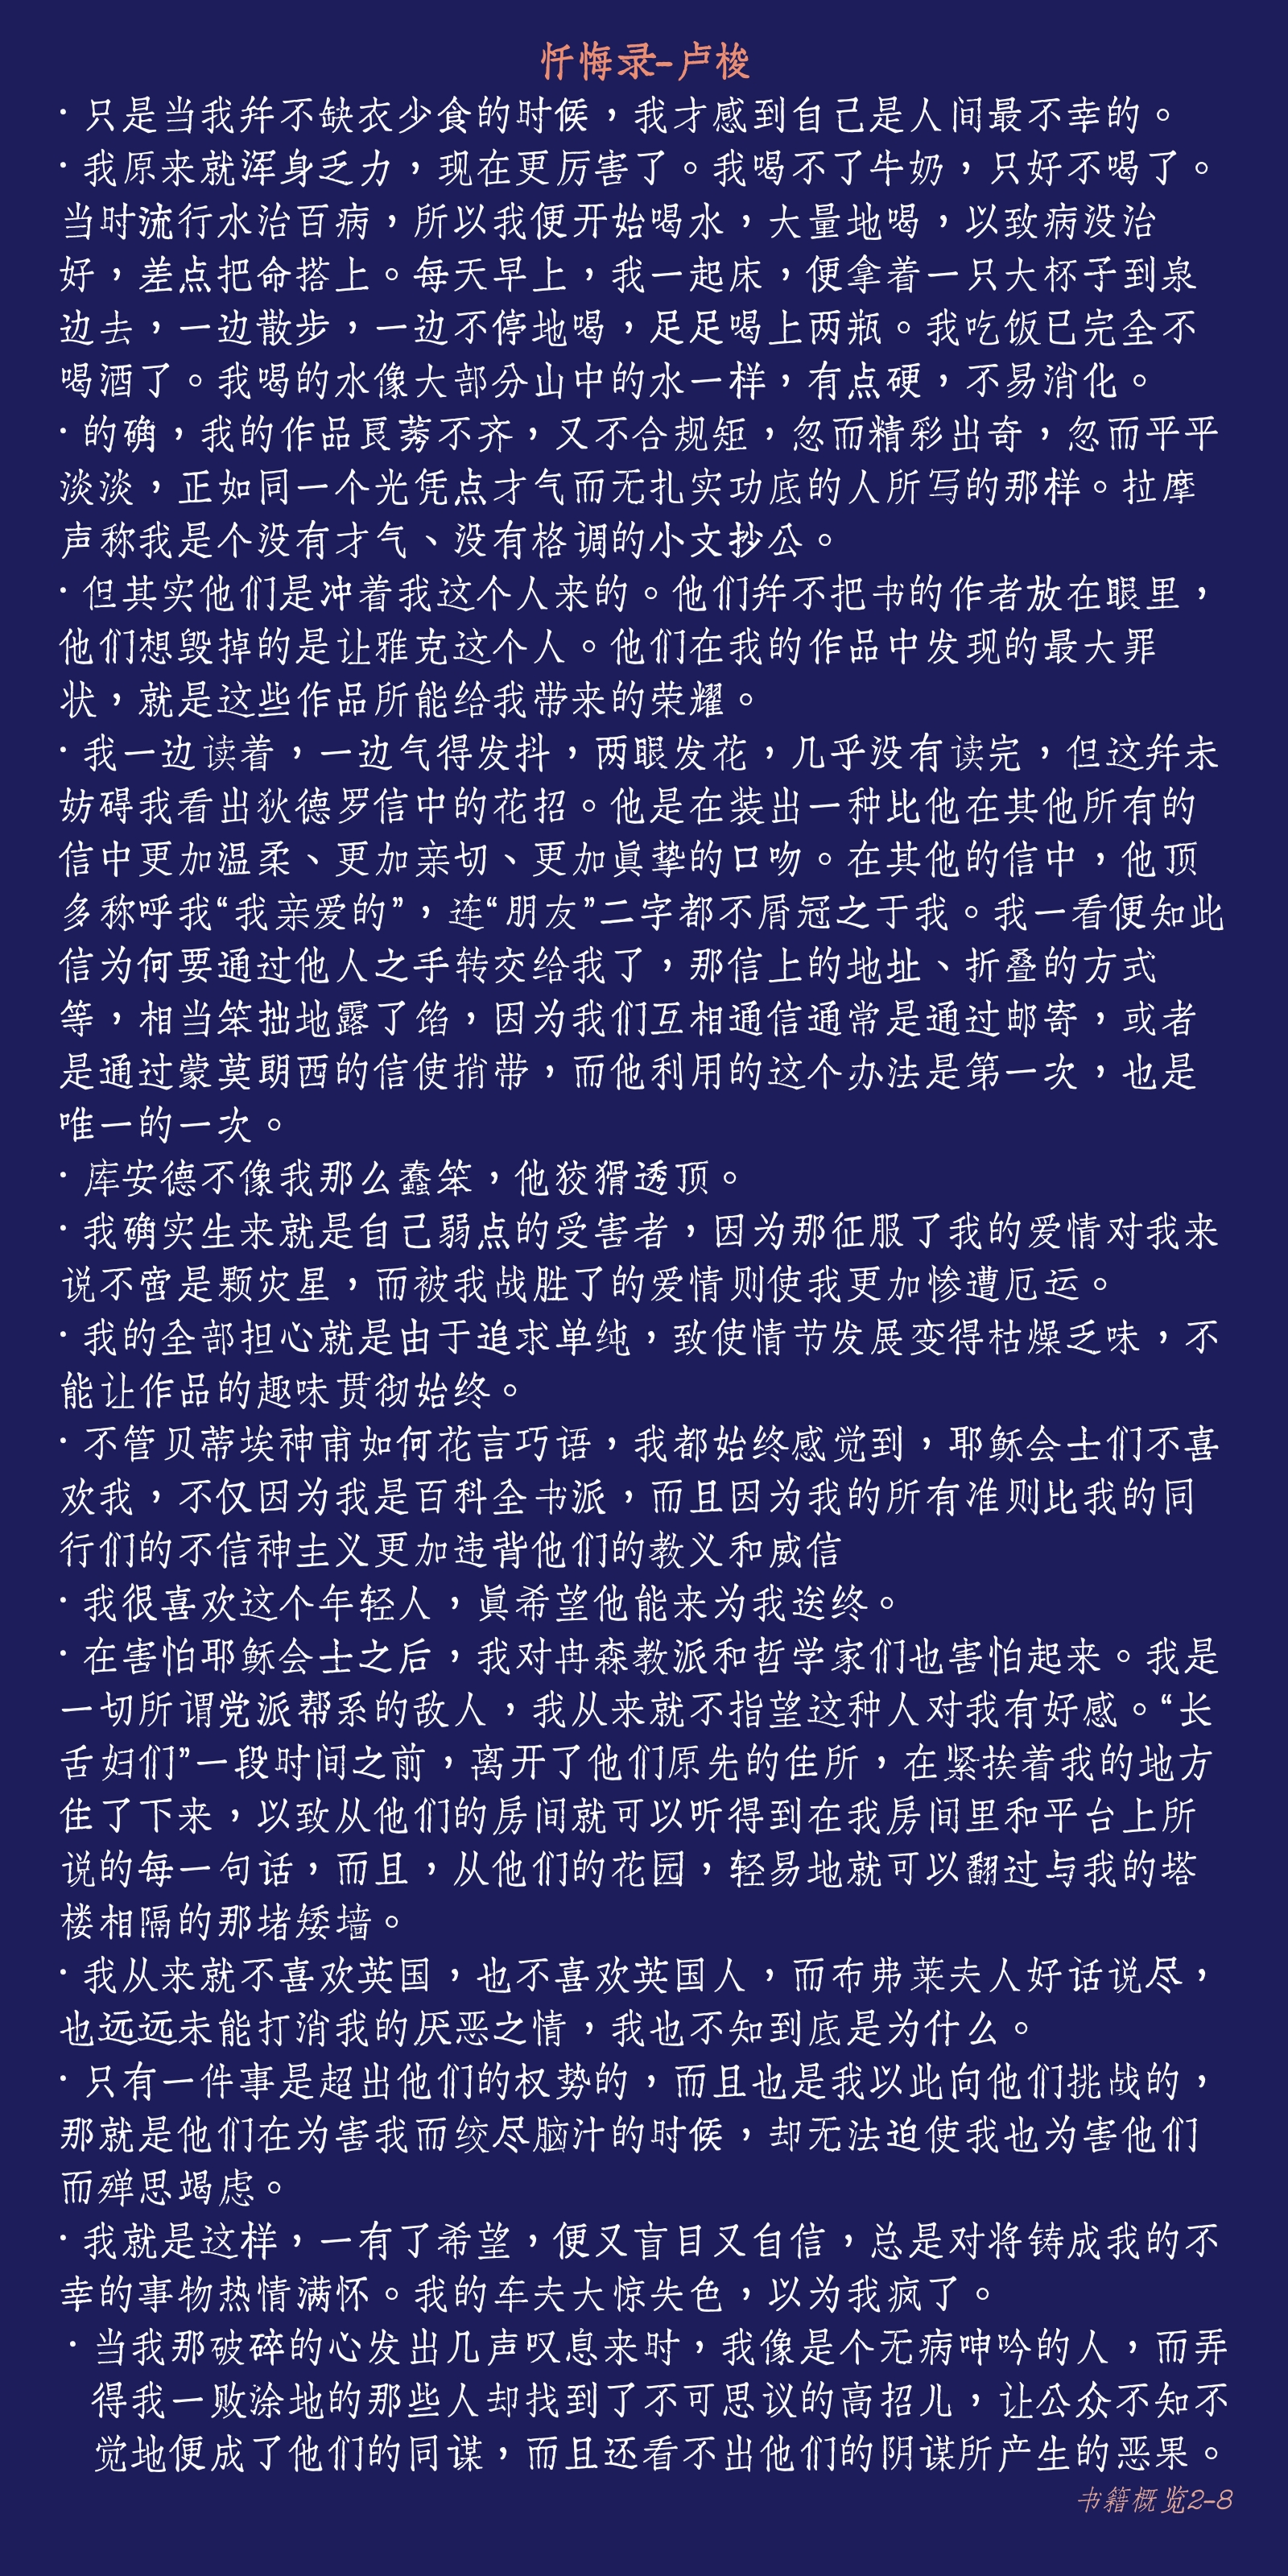 忏悔录-卢梭
· 只是当我幷不缺衣少食的时候，我才感到自己是人间最不幸的。
· 我原来就浑身乏力，现在更厉害了。我喝不了牛奶，只好不喝了。
当时流行水治百病，所以我便开始喝水，大量地喝，以致病没治
好，差点把命搭上。每天早上，我一起床，便拿着一只大杯子到泉
边去，一边散步，一边不停地喝，足足喝上两瓶。我吃饭已完全不
喝酒了。我喝的水像大部分山中的水一样，有点硬，不易消化。
· 的确，我的作品良莠不齐，又不合规矩，忽而精彩出奇，忽而平平
淡淡，正如同一个光凭点才气而无扎实功底的人所写的那样。拉摩
声称我是个没有才气、没有格调的小文抄公。
· 但其实他们是冲着我这个人来的。他们幷不把书的作者放在眼里，
他们想毁掉的是让雅克这个人。他们在我的作品中发现的最大罪
状，就是这些作品所能给我带来的荣耀。
· 我一边读着，一边气得发抖，两眼发花，几乎没有读完，但这幷未
妨碍我看出狄德罗信中的花招。他是在装出一种比他在其他所有的
信中更加温柔、更加亲切、更加眞挚的口吻。在其他的信中，他顶
多称呼我“我亲爱的”，连“朋友”二字都不屑冠之于我。我一看便知此
信为何要通过他人之手转交给我了，那信上的地址、折叠的方式
等，相当笨拙地露了馅，因为我们互相通信通常是通过邮寄，或者
是通过蒙莫朗西的信使捎带，而他利用的这个办法是第一次，也是
唯一的一次。
· 库安德不像我那么蠢笨，他狡猾透顶。
· 我确实生来就是自己弱点的受害者，因为那征服了我的爱情对我来
说不啻是颗灾星，而被我战胜了的爱情则使我更加惨遭厄运。
· 我的全部担心就是由于追求单纯，致使情节发展变得枯燥乏味，不
能让作品的趣味贯彻始终。
· 不管贝蒂埃神甫如何花言巧语，我都始终感觉到，耶稣会士们不喜
欢我，不仅因为我是百科全书派，而且因为我的所有准则比我的同
行们的不信神主义更加违背他们的教义和威信
· 我很喜欢这个年轻人，眞希望他能来为我送终。
· 在害怕耶稣会士之后，我对冉森教派和哲学家们也害怕起来。我是
一切所谓党派帮系的敌人，我从来就不指望这种人对我有好感。“长
舌妇们”一段时间之前，离开了他们原先的住所，在紧挨着我的地方
住了下来，以致从他们的房间就可以听得到在我房间里和平台上所
说的每一句话，而且，从他们的花园，轻易地就可以翻过与我的塔
楼相隔的那堵矮墙。
· 我从来就不喜欢英国，也不喜欢英国人，而布弗莱夫人好话说尽，
也远远未能打消我的厌恶之情，我也不知到底是为什么。
· 只有一件事是超出他们的权势的，而且也是我以此向他们挑战的，
那就是他们在为害我而绞尽脑汁的时候，却无法迫使我也为害他们
而殚思竭虑。
· 我就是这样，一有了希望，便又盲目又自信，总是对将铸成我的不
幸的事物热情满怀。我的车夫大惊失色，以为我疯了。
· 当我那破碎的心发出几声叹息来时，我像是个无病呻吟的人，而弄
得我一败涂地的那些人却找到了不可思议的高招儿，让公众不知不
觉地便成了他们的同谋，而且还看不出他们的阴谋所产生的恶果。
书籍概览2-8